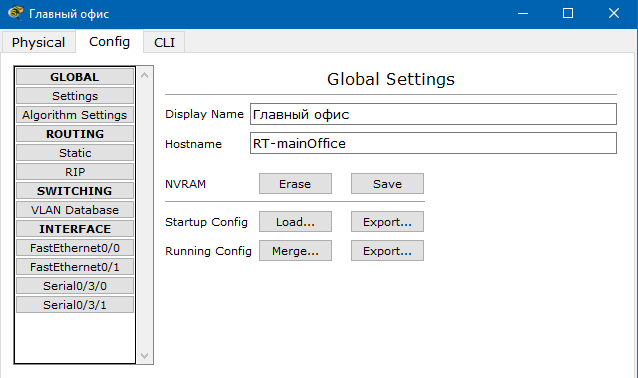 Главный офис
Physical Config CLI
GLOBAL
Settings
Algorithm Settings
ROUTING
Static
RIP
SWITCHING
VLAN Database
INTERFACE
FastEthernet0/0
FastEthernet0/1
Serial0/3/0
Serial0/3/1
Global Settings
Display Name Главный офис
Hostname RT-mainOffice
NVRAM Erase Save
Startup Config Load... Export...
Running Config Merge... Export...